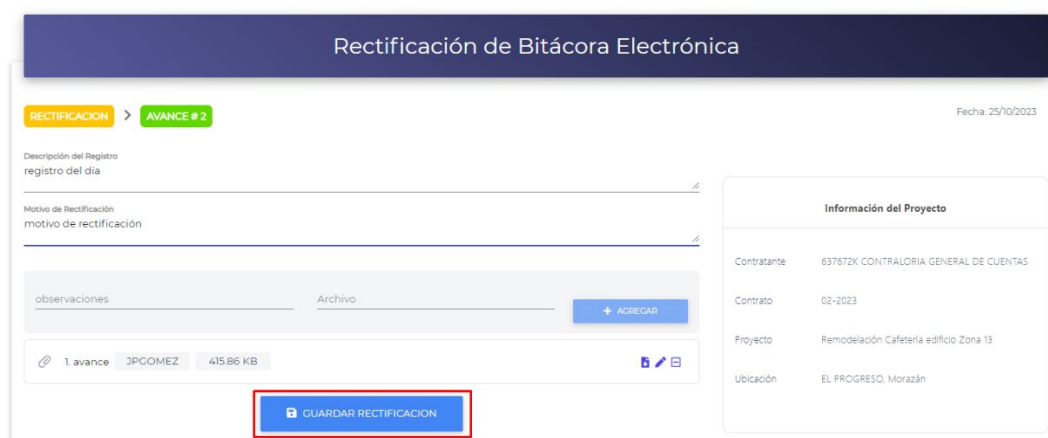 Rectificación de Bitácora Electrónica
RECTIFICACION > AVANCE # 2
Fecha: 25/10/2023
Descripción del Registro
registro del día
Motivo de Rectificación
motivo de rectificación
observaciones Archivo + AGREGAR
1. avance JPGOMEZ 415.86 KB
GUARDAR RECTIFICACION
Información del Proyecto
Contratante 637672K CONTRALORIA GENERAL DE CUENTAS
Contrato 02-2023
Proyecto Remodelación Cafetería edificio Zona 13
Ubicación EL PROGRESO, Morazán